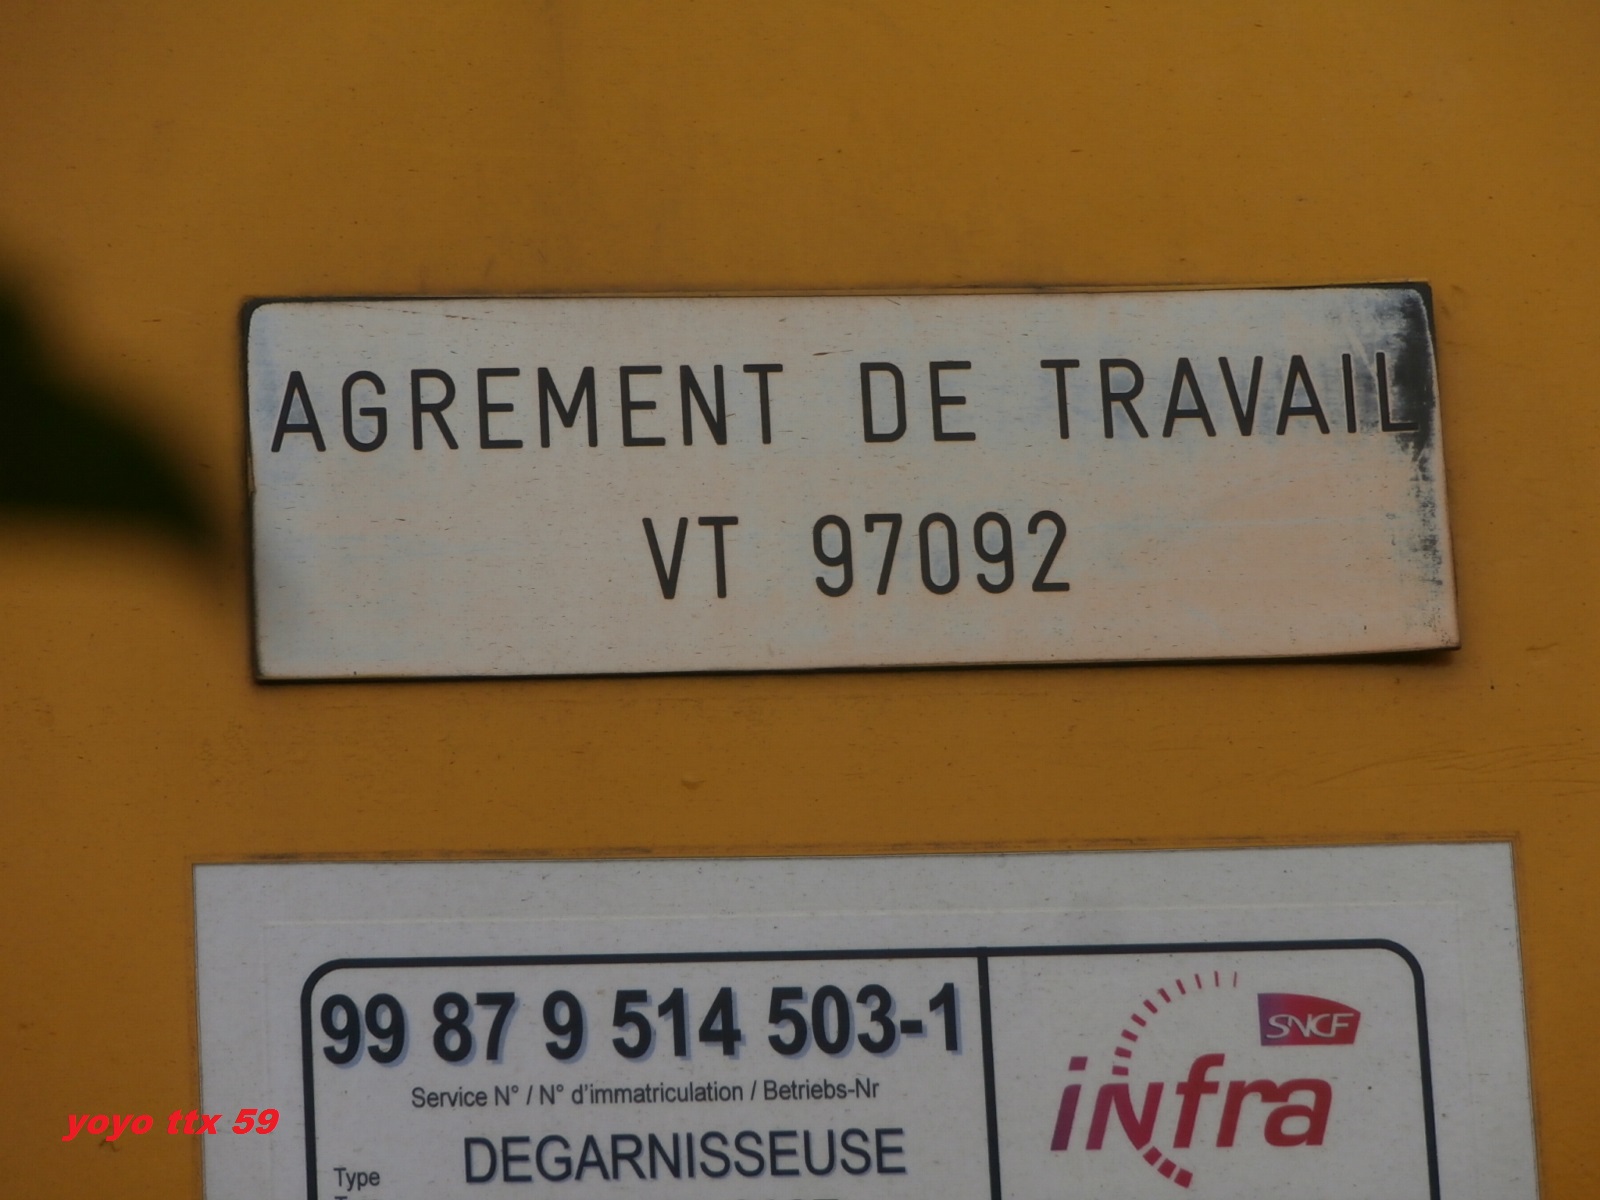 AGREMENT DE TRAVAIL
VT 97092
99 87 9 514 503-1
Service N° / N° d'immatriculation / Betriebs-Nr
Type
DEGARNISSEUSE
SNCF
infra
yoyo ttx 59